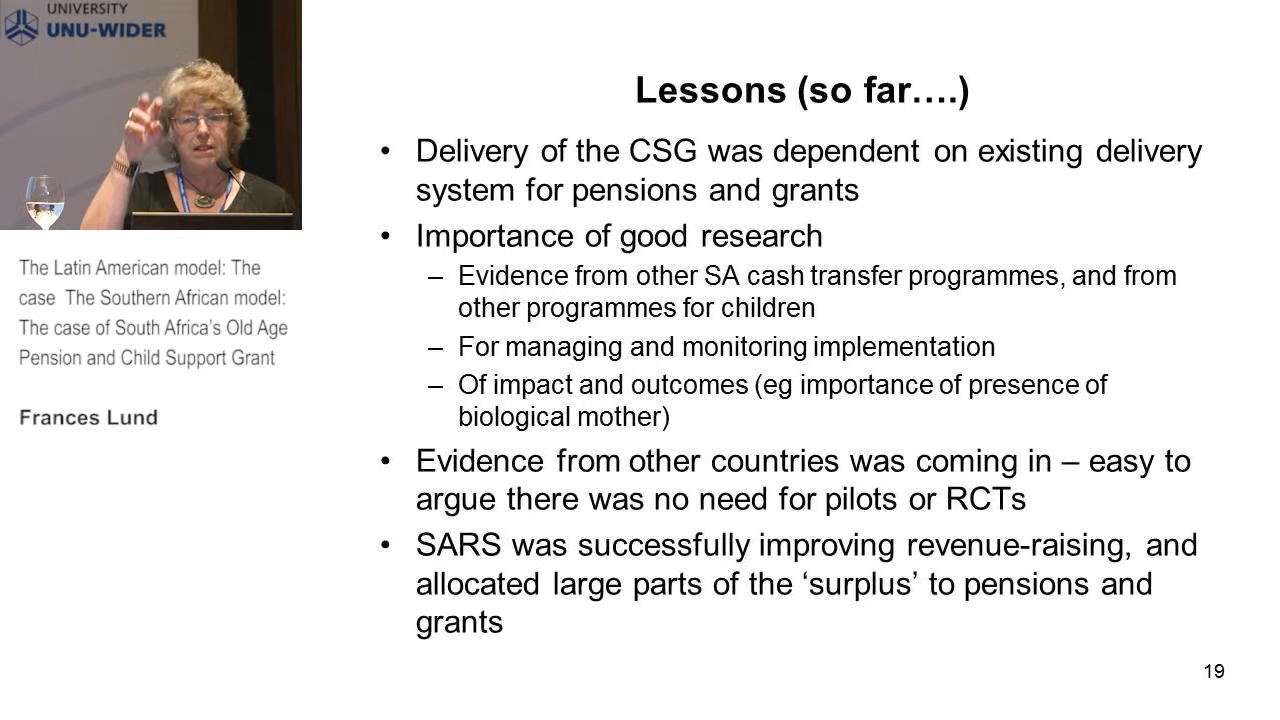 UNIVERSITY
UNU-WIDER
The Latin American model: The
case  The Southern African model:
The case of South Africa's Old Age
Pension and Child Support Grant
Frances Lund
Lessons (so far….)
• Delivery of the CSG was dependent on existing delivery
system for pensions and grants
• Importance of good research
– Evidence from other SA cash transfer programmes, and from
other programmes for children
– For managing and monitoring implementation
– Of impact and outcomes (eg importance of presence of
biological mother)
• Evidence from other countries was coming in – easy to
argue there was no need for pilots or RCTs
• SARS was successfully improving revenue-raising, and
allocated large parts of the ‘surplus’ to pensions and
grants
19